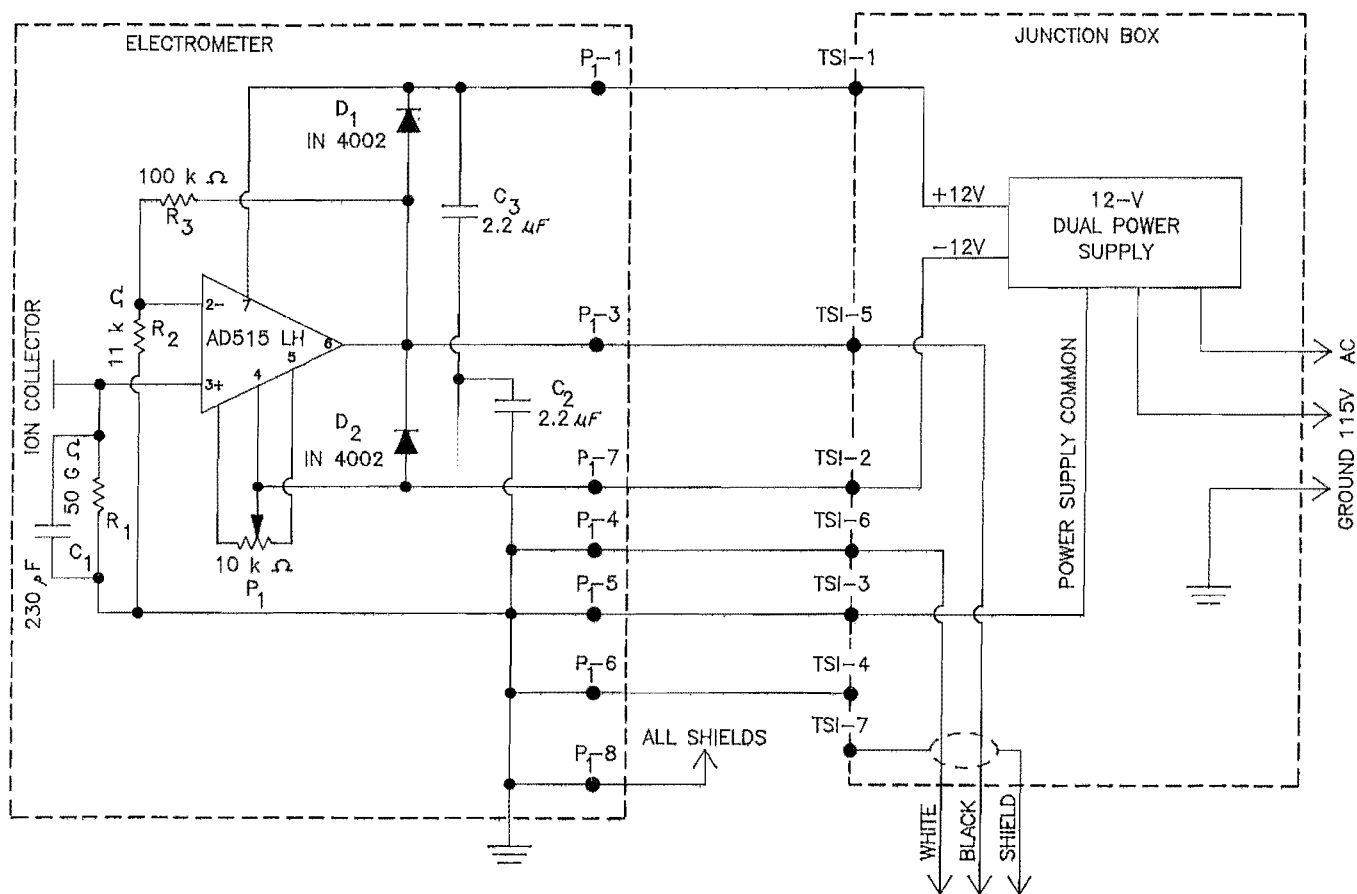 ELECTROMETER
JUNCTION BOX
P1-1
TSI-1
D1
IN 4002
100 k Ω
R3
C3
2.2 μF
+12V
12-V
DUAL POWER
SUPPLY
-12V
7
2-
AD515 LH
6
5
3+
4
11 k Ω
R2
ION COLLECTOR
P1-3
TSI-5
C2
2.2 μF
D2
IN 4002
AC
115V
GROUND
POWER SUPPLY COMMON
P1-7
TSI-2
50 G Ω
R1
C1
230 ρF
10 k Ω
P1
P1-4
TSI-6
P1-5
TSI-3
P1-6
TSI-4
TSI-7
P1-8
ALL SHIELDS
WHITE
BLACK
SHIELD